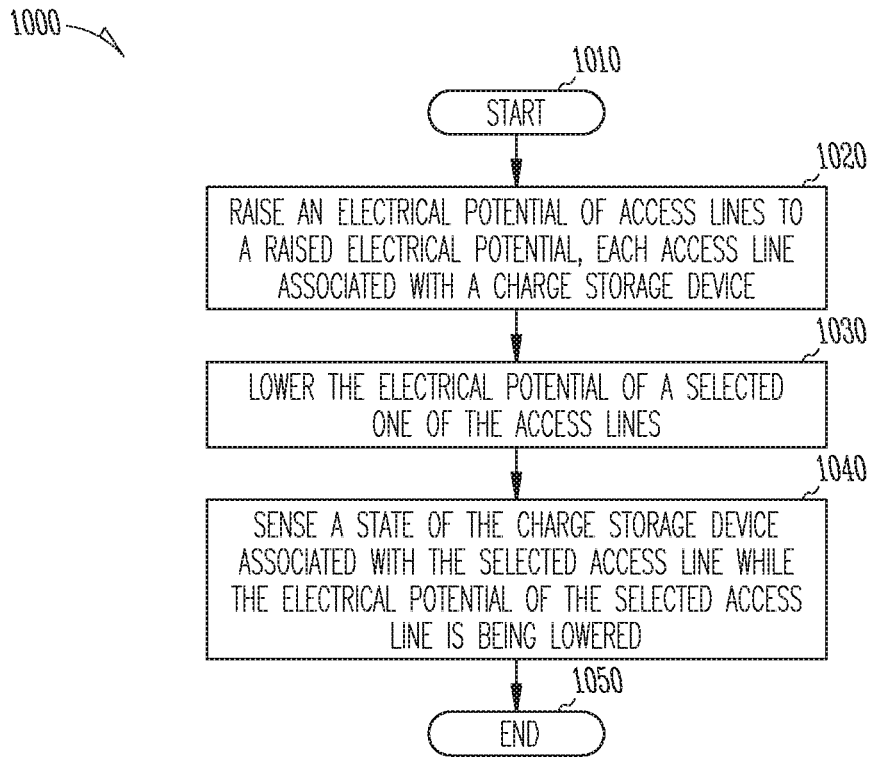 1000
1010
START
1020
RAISE AN ELECTRICAL POTENTIAL OF ACCESS LINES TO
A RAISED ELECTRICAL POTENTIAL, EACH ACCESS LINE
ASSOCIATED WITH A CHARGE STORAGE DEVICE
1030
LOWER THE ELECTRICAL POTENTIAL OF A SELECTED
ONE OF THE ACCESS LINES
1040
SENSE A STATE OF THE CHARGE STORAGE DEVICE
ASSOCIATED WITH THE SELECTED ACCESS LINE WHILE
THE ELECTRICAL POTENTIAL OF THE SELECTED ACCESS
LINE IS BEING LOWERED
1050
END